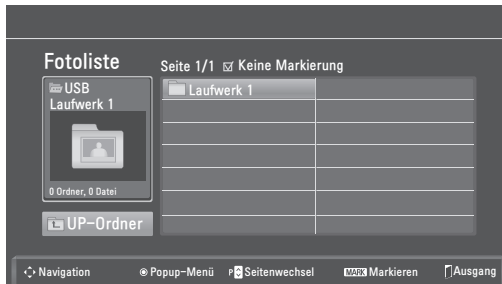 Fotoliste
Seite 1/1 ☑ Keine Markierung
USB
Laufwerk 1
Laufwerk 1
0 Ordner, 0 Datei
UP-Ordner
Navigation
Popup-Menü
P Seitenwechsel
MARK Markieren
Ausgang